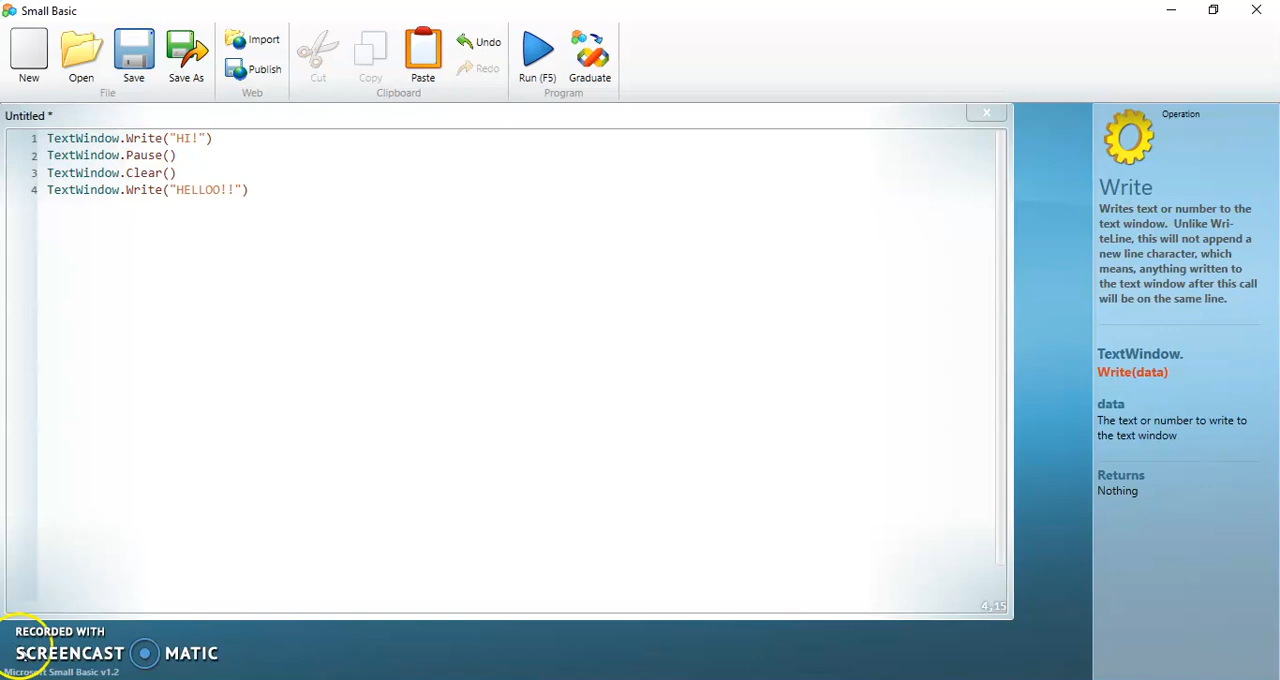 Small Basic
New
Open
Save
Save As
Import
Publish
Cut
Copy
Paste
Undo
Redo
Run (F5)
Graduate
File
Web
Clipboard
Program
Untitled *
x
1 TextWindow.Write("HI!")
2 TextWindow.Pause()
3 TextWindow.Clear()
4 TextWindow.Write("HELLOO!!")
4,15
Operation
Write
Writes text or number to the
text window. Unlike Wri-
teLine, this will not append a
new line character, which
means, anything written to
the text window after this call
will be on the same line.
TextWindow.
Write(data)
data
The text or number to write to
the text window
Returns
Nothing
RECORDED WITH
SCREENCAST MATIC
Microsoft Small Basic v1.2